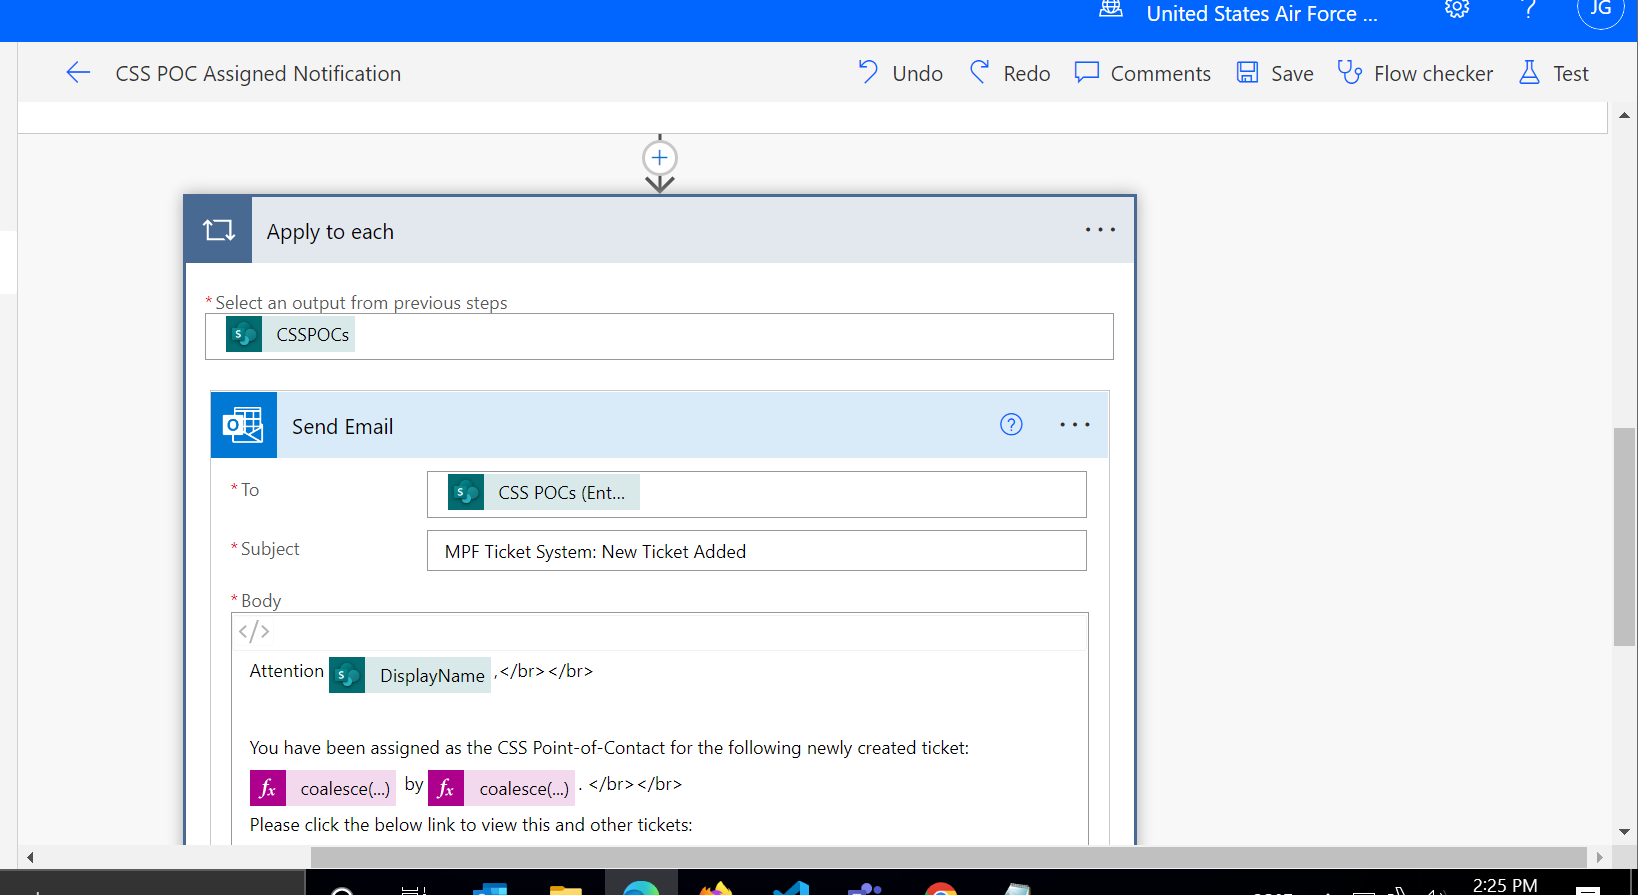 United States Air Force ...
?
JG
CSS POC Assigned Notification
Undo
Redo
Comments
Save
Flow checker
Test
Apply to each
...
* Select an output from previous steps
S CSSPOCs
Send Email
?
...
* To
S CSS POCs (Ent...
* Subject
MPF Ticket System: New Ticket Added
* Body
</>
Attention S DisplayName ,</br></br>
You have been assigned as the CSS Point-of-Contact for the following newly created ticket:
fx coalesce(...) by fx coalesce(...) . </br></br>
Please click the below link to view this and other tickets:
2:25 PM